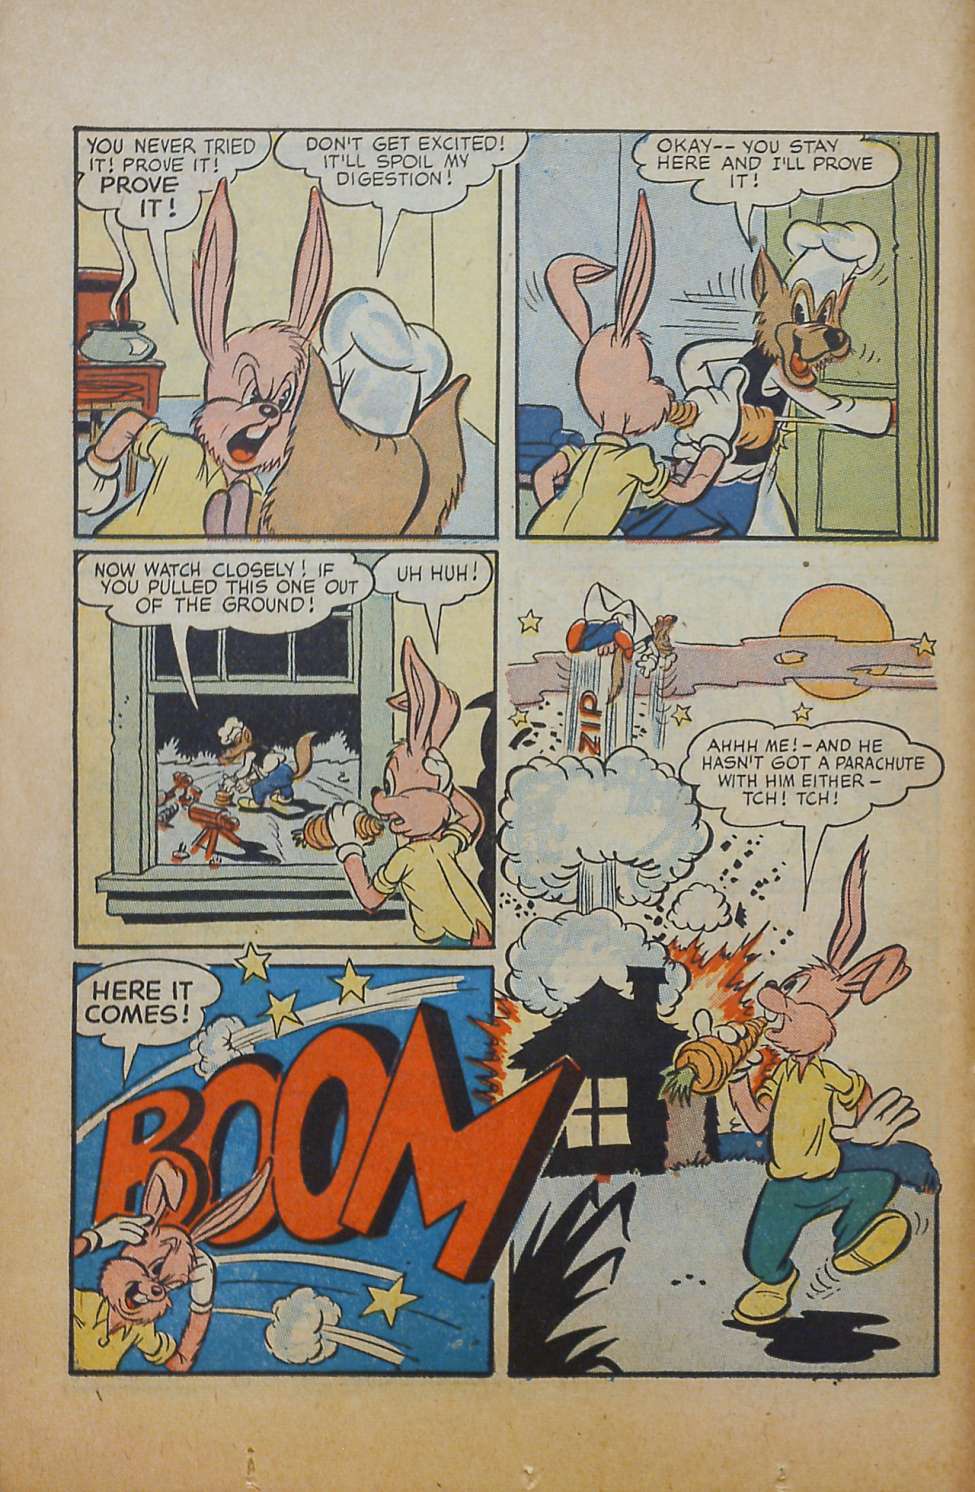 YOU NEVER TRIED
IT! PROVE IT!
PROVE
IT!
DON'T GET EXCITED!
IT'LL SPOIL MY
DIGESTION!
OKAY-- YOU STAY
HERE AND I'LL PROVE
IT!
NOW WATCH CLOSELY! IF
YOU PULLED THIS ONE OUT
OF THE GROUND!
UH HUH!
HERE IT
COMES!
BOOM
ZIP
AHHH ME!-AND HE
HASN'T GOT A PARACHUTE
WITH HIM EITHER-
TCH! TCH!